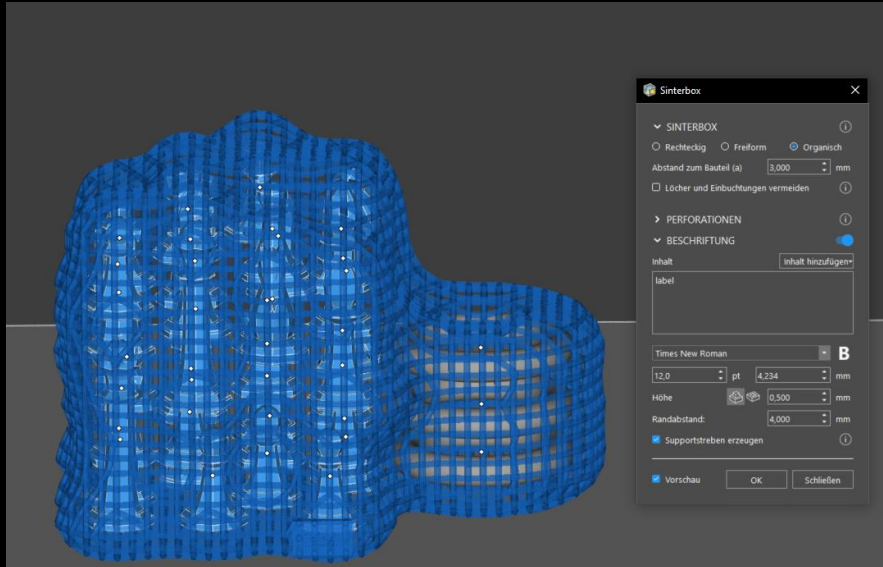 Sinterbox
SINTERBOX
Rechteckig Freiform Organisch
Abstand zum Bauteil (a) 3,000 mm
Löcher und Einbuchtungen vermeiden
PERFORATIONEN
BESCHRIFTUNG
Inhalt Inhalt hinzufügen
label
Times New Roman B
12,0 pt 4,234 mm
Höhe 0,500 mm
Randabstand: 4,000 mm
Supportstreben erzeugen
Vorschau OK Schließen